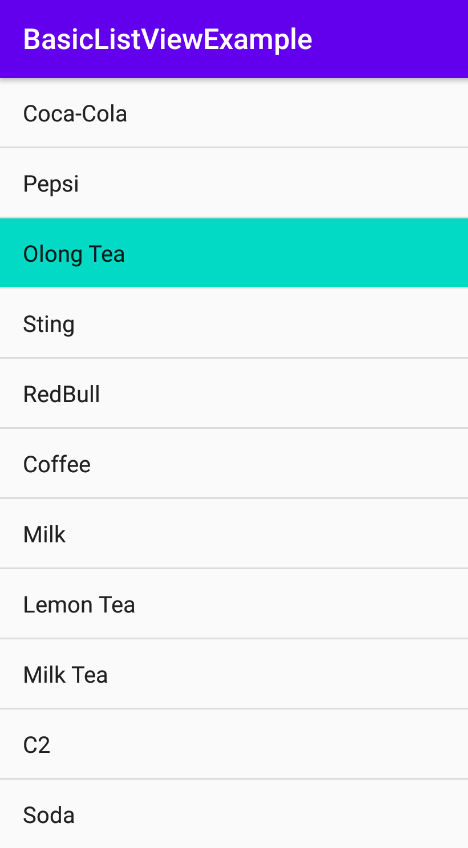 BasicListViewExample
Coca-Cola
Pepsi
Olong Tea
Sting
RedBull
Coffee
Milk
Lemon Tea
Milk Tea
C2
Soda